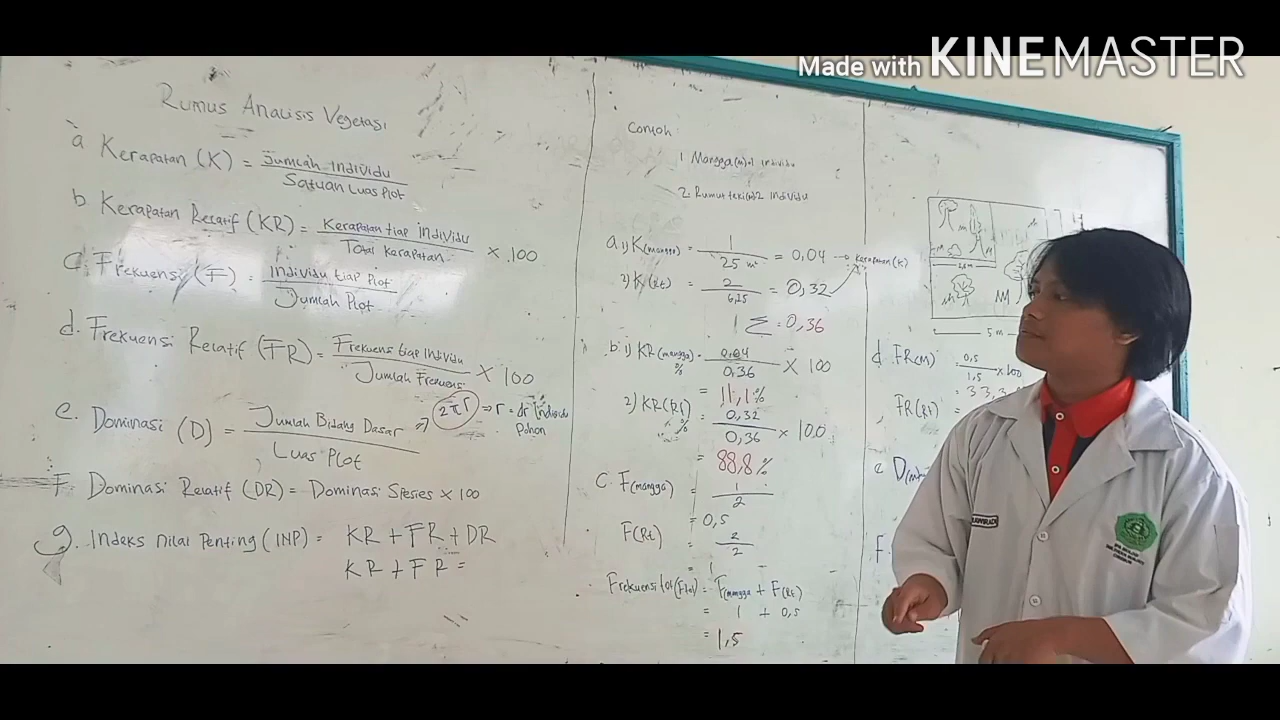 Made with KINEMASTER
Rumus Analisis Vegetasi
a Kerapatan (K) = Jumlah Individu
Satuan Luas Plot
b Kerapatan Relatif (KR) = Kerapatan tiap Individu × 100
Total Kerapatan
C. Frekuensi (F) = Individu tiap Plot
Jumlah Plot
d. Frekuensi Relatif (FR) = Frekuensi tiap Individu × 100
Jumlah Frekuensi
e. Dominasi (D) = Jumlah Bidang Dasar
Luas Plot
2πr ⇒ r = dr Individu
Pohon
F. Dominasi Relatif (DR) = Dominasi Spesies × 100
g. Indeks Nilai Penting (INP) = KR + FR + DR
KR + FR =
Contoh
1 Mangga (m) = 1 Individu
2. Rumput teki = 2 Individu
a 1) K(mangga) = 1 = 0,04 → Kerapatan (K)
25 m²
2) K(Rt) = 2 = 0,32
6,25
Σ = 0,36
b. 1) KR(mangga) = 0,04 × 100
% 0,36
= 11,1 %
2) KR(Rt) = 0,32 × 100
% 0,36
= 88,8 %
C. F(mangga) = 1
2
= 0,5
F(Rt) = 2
2
= 1
Frekuensi tot (Ftot) = F(mangga + F(Rt)
= 1 + 0,5
= 1,5
M
5 m
d FR(M) = 0,5 × 100
1,5
= 33,3
FR(Rt) =
e
F.